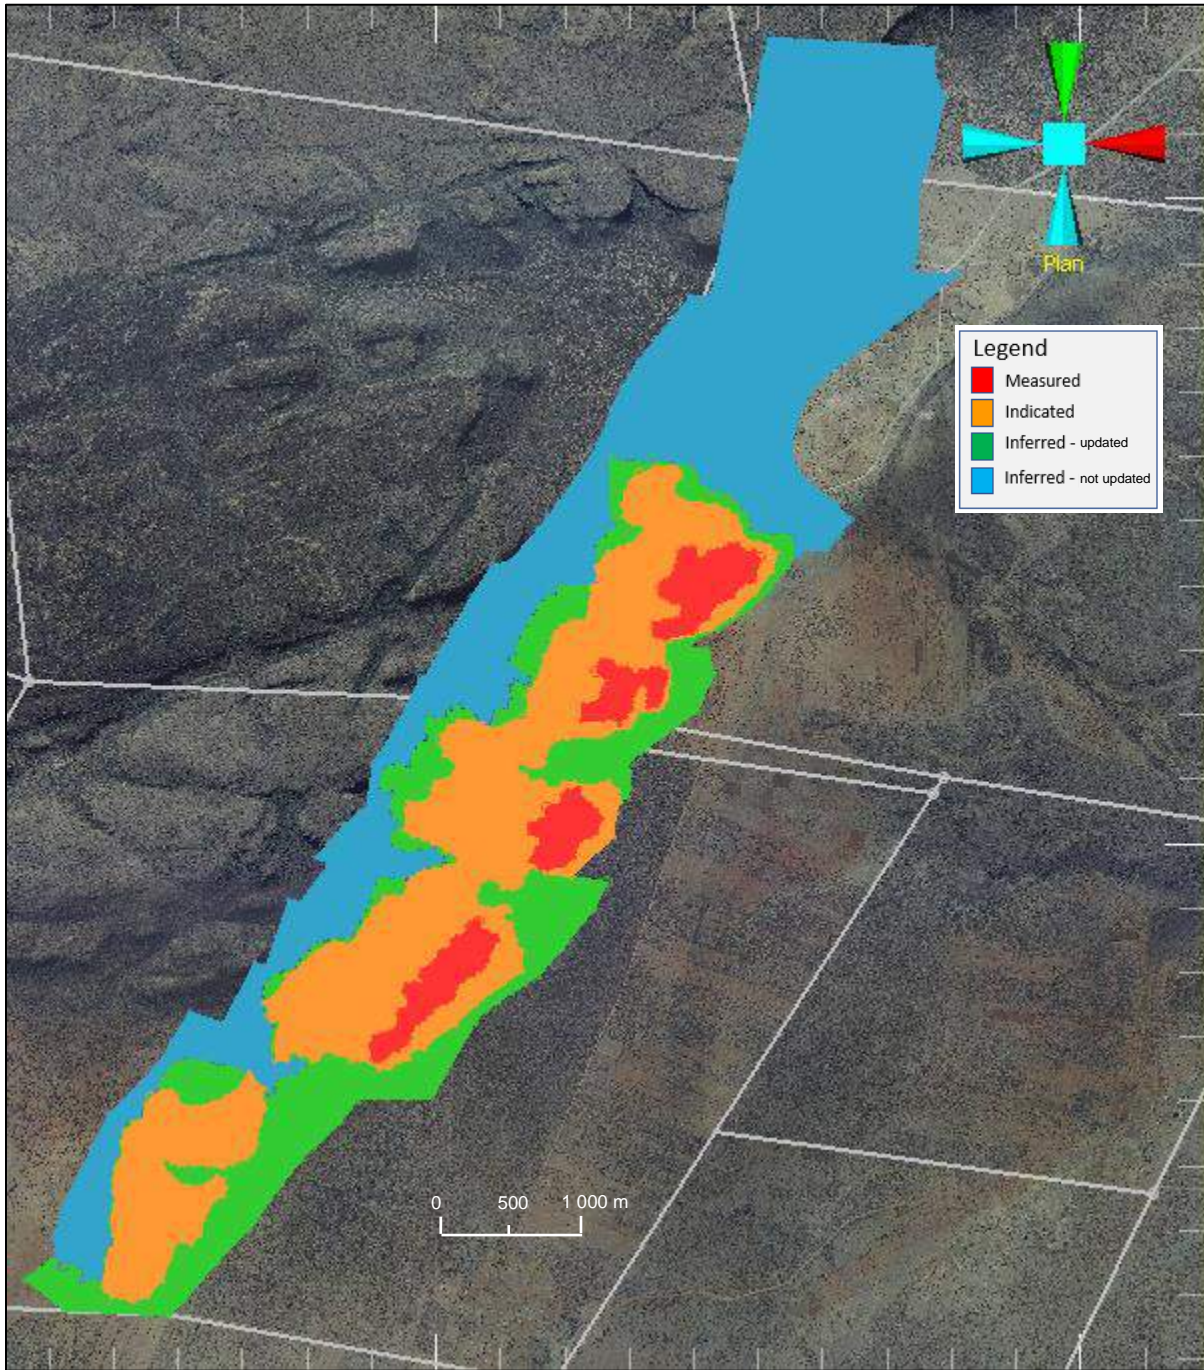 Plan
Legend
Measured
Indicated
Inferred - updated
Inferred - not updated
0 500 1 000 m